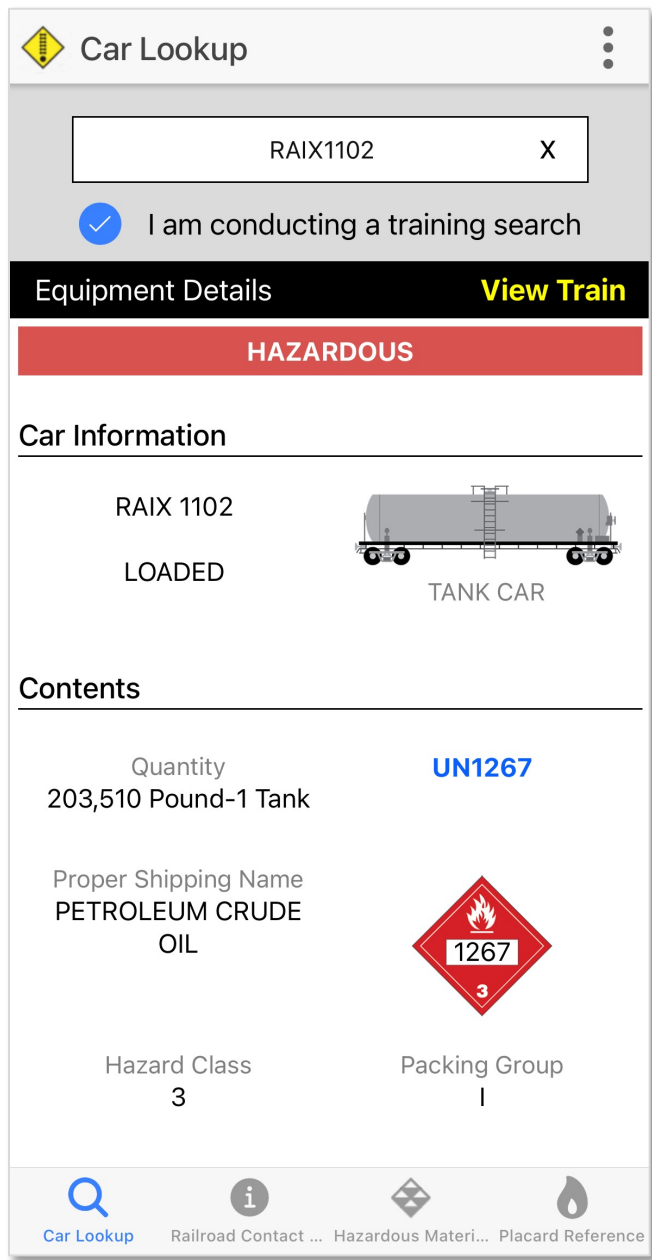 Car Lookup
RAIX1102 X
I am conducting a training search
Equipment Details View Train
HAZARDOUS
Car Information
RAIX 1102
LOADED
TANK CAR
Contents
Quantity
203,510 Pound-1 Tank
UN1267
Proper Shipping Name
PETROLEUM CRUDE
OIL
1267
3
Hazard Class
3
Packing Group
I
Car Lookup
Railroad Contact ...
Hazardous Materi...
Placard Reference